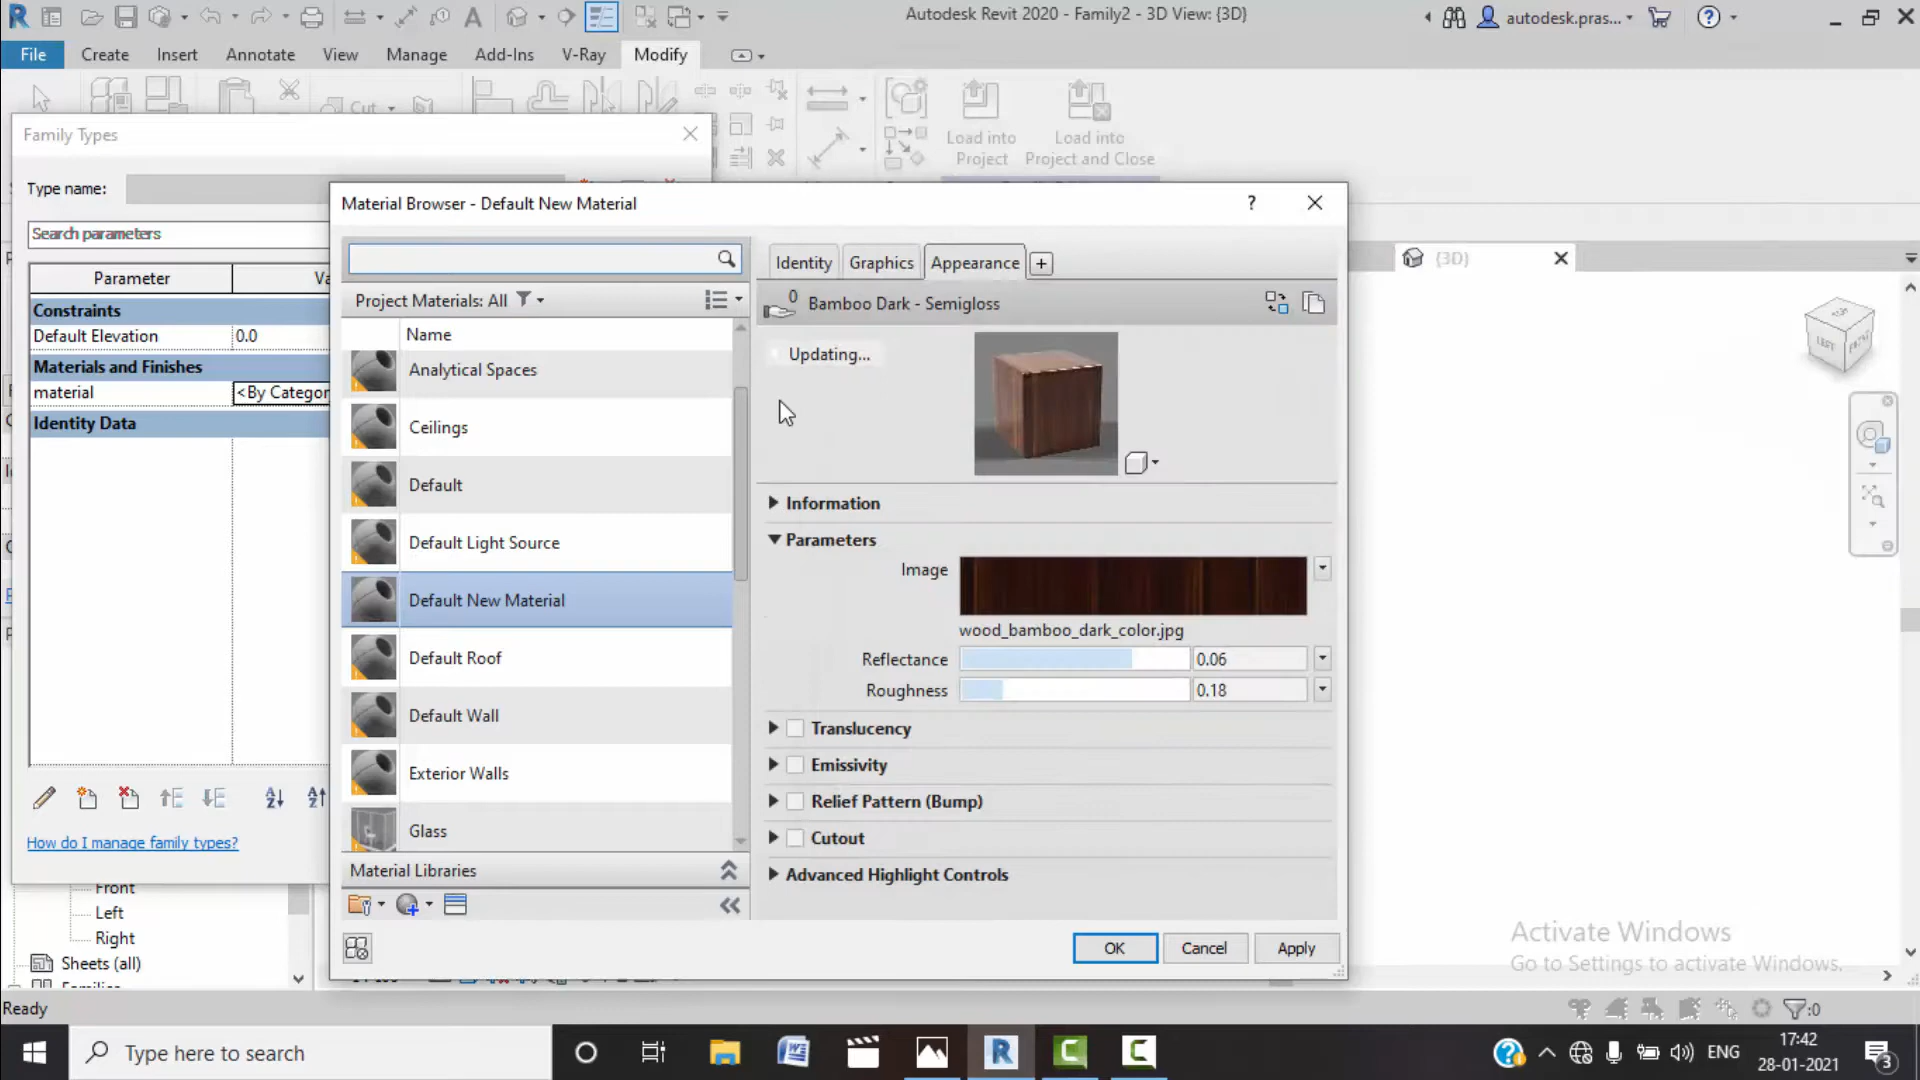 Autodesk Revit 2020 - Family2 - 3D View: {3D}
autodesk.pras...
File Create Insert Annotate View Manage Add-Ins V-Ray Modify
Cut
Load into Project
Load into Project and Close
Family Types
Type name:
Search parameters
Parameter
Constraints
Default Elevation 0.0
Materials and Finishes
material <By Categor
Identity Data
How do I manage family types?
Front
Left
Right
Sheets (all)
Ready
Material Browser - Default New Material
?
Project Materials: All
Name
Analytical Spaces
Ceilings
Default
Default Light Source
Default New Material
Default Roof
Default Wall
Exterior Walls
Glass
Material Libraries
Identity Graphics Appearance +
0 Bamboo Dark - Semigloss
Updating...
Information
Parameters
Image
wood_bamboo_dark_color.jpg
Reflectance 0.06
Roughness 0.18
Translucency
Emissivity
Relief Pattern (Bump)
Cutout
Advanced Highlight Controls
OK Cancel Apply
{3D}
Activate Windows
Go to Settings to activate Windows.
:0
Type here to search
ENG
17:42
28-01-2021
3